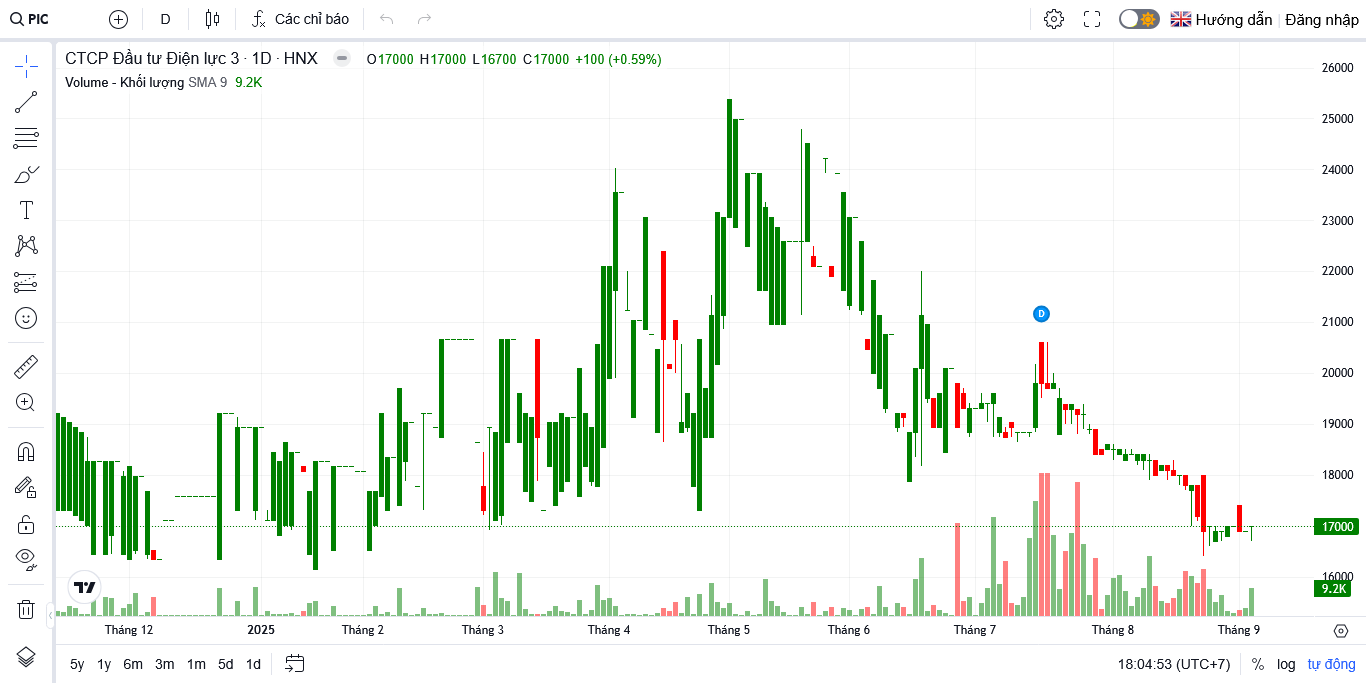 PIC D Các chỉ báo Hướng dẫn Đăng nhập
CTCP Đầu tư Điện lực 3 · 1D · HNX O17000 H17000 L16700 C17000 +100 (+0.59%)
Volume - Khối lượng SMA 9 9.2K
26000
25000
24000
23000
22000
21000
D
20000
19000
18000
17000
16000
9.2K
Tháng 12 2025 Tháng 2 Tháng 3 Tháng 4 Tháng 5 Tháng 6 Tháng 7 Tháng 8 Tháng 9
5y 1y 6m 3m 1m 5d 1d 18:04:53 (UTC+7) % log tự động